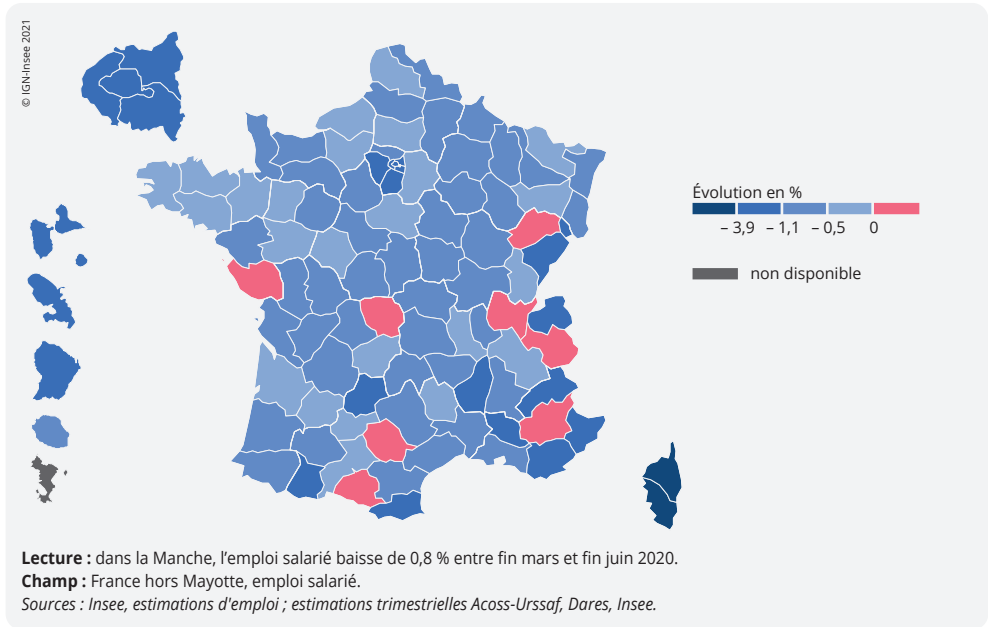 © IGN-Insee 2021
Évolution en %
– 3,9 – 1,1 – 0,5 0
non disponible
Lecture : dans la Manche, l’emploi salarié baisse de 0,8 % entre fin mars et fin juin 2020.
Champ : France hors Mayotte, emploi salarié.
Sources : Insee, estimations d'emploi ; estimations trimestrielles Acoss-Urssaf, Dares, Insee.